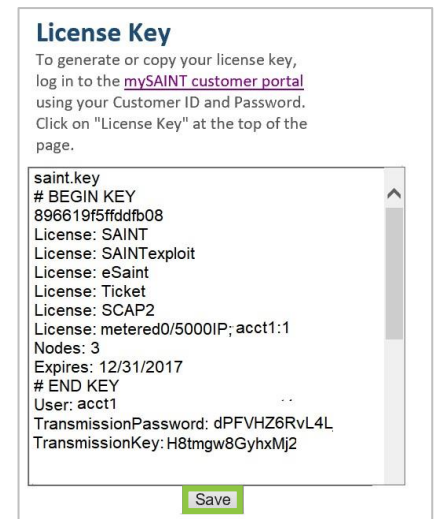 License Key
To generate or copy your license key,
log in to the mySAINT customer portal
using your Customer ID and Password.
Click on "License Key" at the top of the
page.
saint.key
# BEGIN KEY
896619f5ffddfb08
License: SAINT
License: SAINTexploit
License: eSaint
License: Ticket
License: SCAP2
License: metered0/5000IP; acct1:1
Nodes: 3
Expires: 12/31/2017
# END KEY
User: acct1
TransmissionPassword: dPFVHZ6RvL4L
TransmissionKey: H8tmgw8GyhxMj2
Save